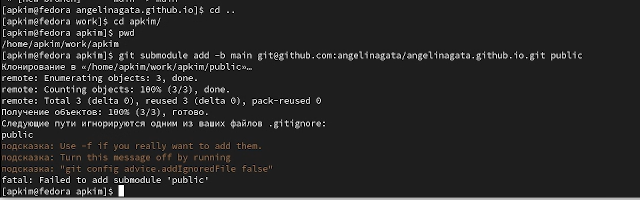 [apkim@fedora angelinagata.github.io]$ cd ..
[apkim@fedora work]$ cd apkim/
[apkim@fedora apkim]$ pwd
/home/apkim/work/apkim
[apkim@fedora apkim]$ git submodule add -b main git@github.com:angelinagata/angelinagata.github.io.git public
Клонирование в «/home/apkim/work/apkim/public»…
remote: Enumerating objects: 3, done.
remote: Counting objects: 100% (3/3), done.
remote: Total 3 (delta 0), reused 3 (delta 0), pack-reused 0
Получение объектов: 100% (3/3), готово.
Следующие пути игнорируются одним из ваших файлов .gitignore:
public
подсказка: Use -f if you really want to add them.
подсказка: Turn this message off by running
подсказка: "git config advice.addIgnoredFile false"
fatal: Failed to add submodule 'public'
[apkim@fedora apkim]$